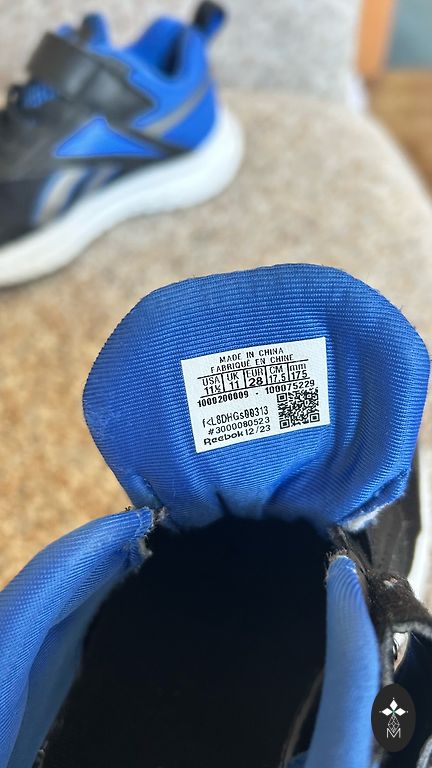 MADE IN CHINA
FABRIQUÉ EN CHINE
USA UK EUR CM mm
11½ 11 28 17.5 175
1000200009 - 100075229
fKL8DHGs00313
#3000080523
Reebok 12/23
M